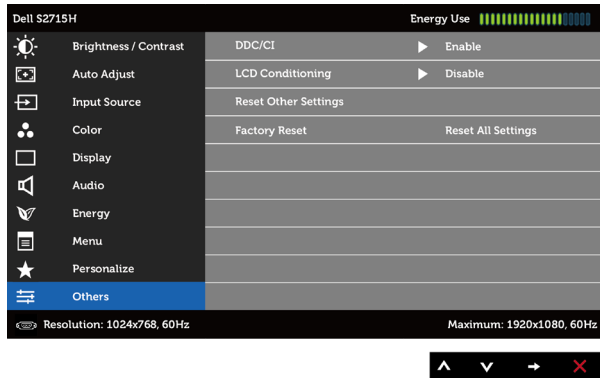 Dell S2715H Energy Use
Brightness / Contrast DDC/CI Enable
Auto Adjust LCD Conditioning Disable
Input Source Reset Other Settings
Color Factory Reset Reset All Settings
Display
Audio
Energy
Menu
Personalize
Others
Resolution: 1024x768, 60Hz Maximum: 1920x1080, 60Hz